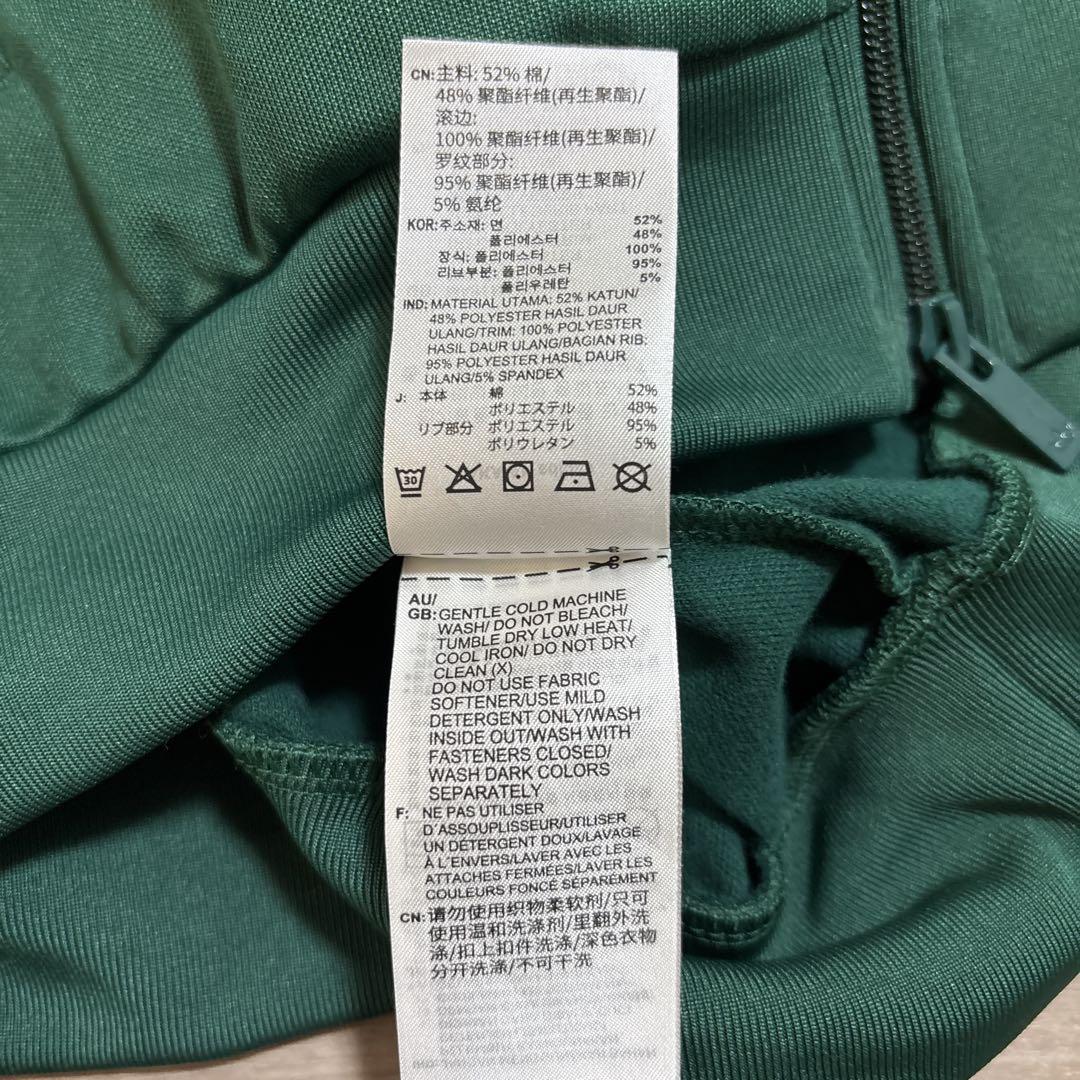 CN:主料: 52% 棉/
48% 聚酯纤维(再生聚酯)/
滚边:
100% 聚酯纤维(再生聚酯)/
罗纹部分:
95% 聚酯纤维(再生聚酯)/
5% 氨纶
KOR:주소재: 면 52%
폴리에스터 48%
장식: 폴리에스터 100%
리브부분: 폴리에스터 95%
폴리우레탄 5%
IND: MATERIAL UTAMA: 52% KATUN/
48% POLYESTER HASIL DAUR
ULANG/TRIM: 100% POLYESTER
HASIL DAUR ULANG/BAGIAN RIB:
95% POLYESTER HASIL DAUR
ULANG/5% SPANDEX
J: 本体 綿 52%
ポリエステル 48%
リブ部分 ポリエステル 95%
ポリウレタン 5%
30
AU/
GB: GENTLE COLD MACHINE
WASH/ DO NOT BLEACH/
TUMBLE DRY LOW HEAT/
COOL IRON/ DO NOT DRY
CLEAN (X)
DO NOT USE FABRIC
SOFTENER/USE MILD
DETERGENT ONLY/WASH
INSIDE OUT/WASH WITH
FASTENERS CLOSED/
WASH DARK COLORS
SEPARATELY
F: NE PAS UTILISER
D'ASSOUPLISSEUR/UTILISER
UN DETERGENT DOUX/LAVAGE
À L'ENVERS/LAVER AVEC LES
ATTACHES FERMÉES/LAVER LES
COULEURS FONCÉ SÉPARÉMENT
CN: 请勿使用织物柔软剂/只可
使用温和洗涤剂/里翻外洗
涤/扣上扣件洗涤/深色衣物
分开洗涤/不可干洗